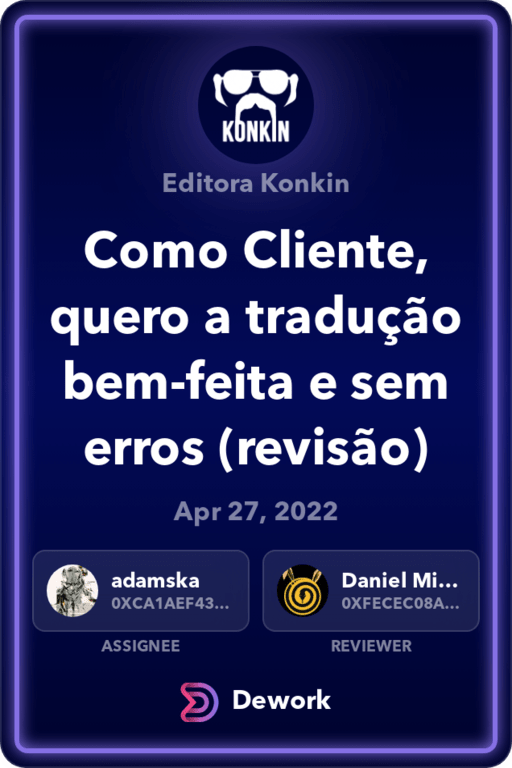 KONKIN
Editora Konkin
Como Cliente,
quero a tradução
bem-feita e sem
erros (revisão)
Apr 27, 2022
adamska
0XCA1AEF43...
Daniel Mi...
0XFECEC08A...
ASSIGNEE
REVIEWER
Dework